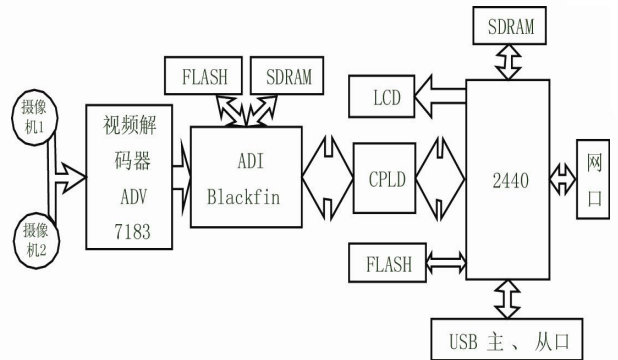 SDRAM
FLASH
SDRAM
LCD
摄像
机1
视频解
码器
ADV
7183
ADI
Blackfin
CPLD
2440
网
口
摄像
机2
FLASH
USB 主、从口